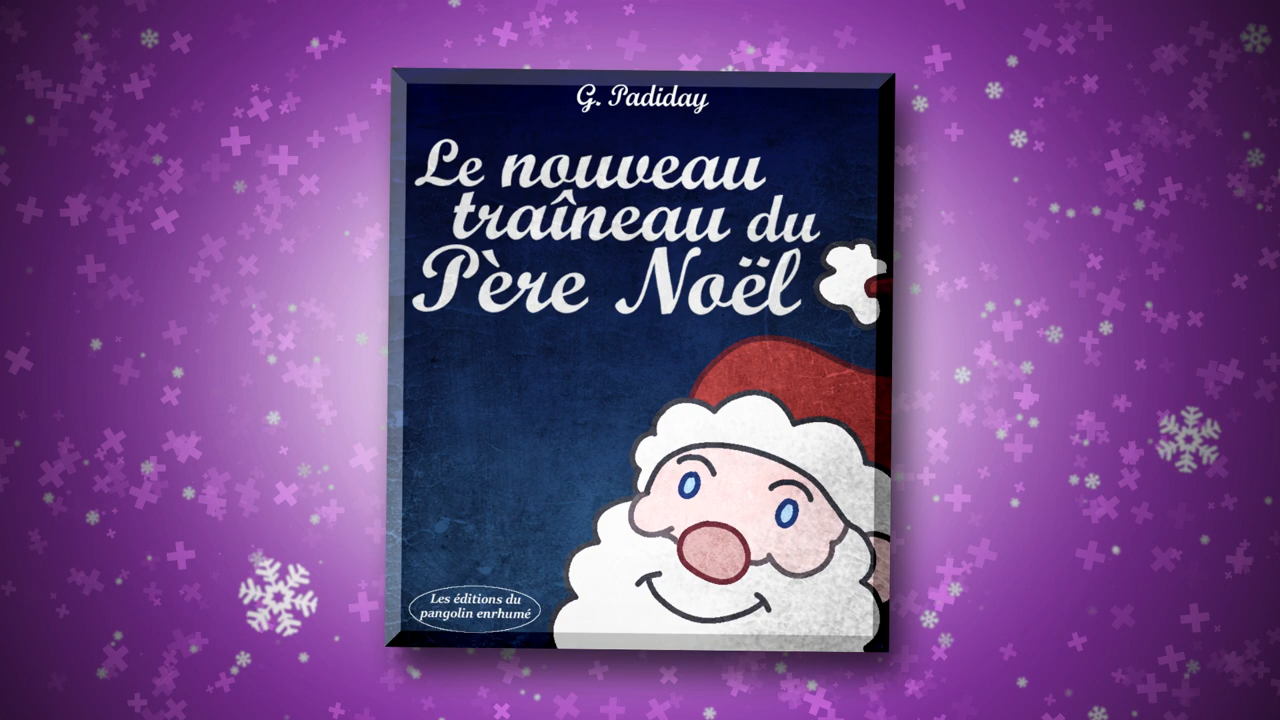 G. Padiday
Le nouveau
traîneau du
Père Noël
Les éditions du
pangolin enrhumé